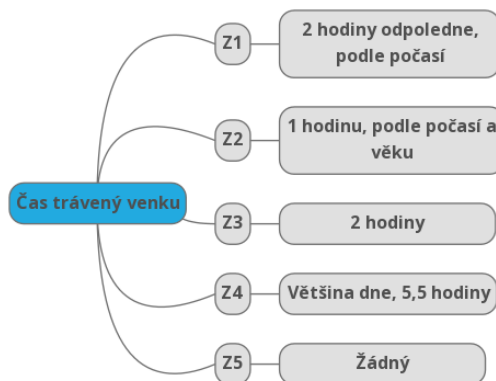 Z1
2 hodiny odpoledne,
podle počasí
Z2
1 hodinu, podle počasí a
věku
Čas trávený venku
Z3
2 hodiny
Z4
Většina dne, 5,5 hodiny
Z5
Žádný